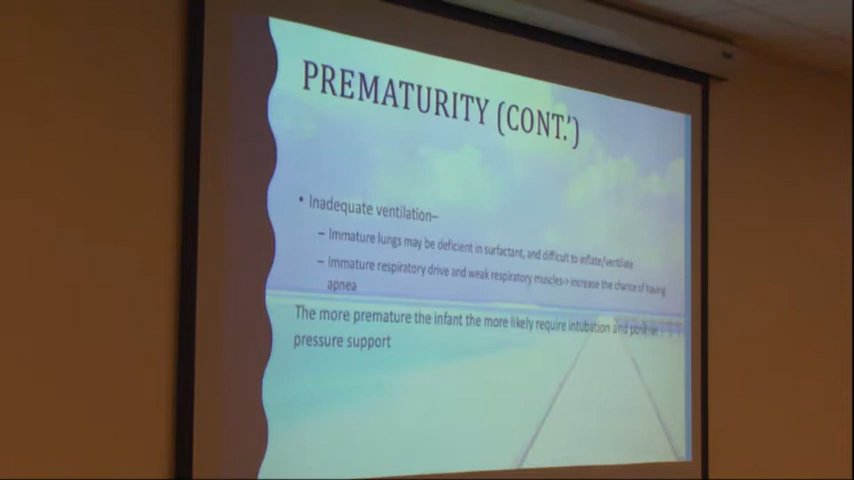 PREMATURITY (CONT.')
• Inadequate ventilation–
– Immature lungs may be deficient in surfactant, and difficult to inflate/ventilate
– Immature respiratory drive and weak respiratory muscles-> increase the chance of having
apnea
The more premature the infant the more likely require intubation and positive
pressure support